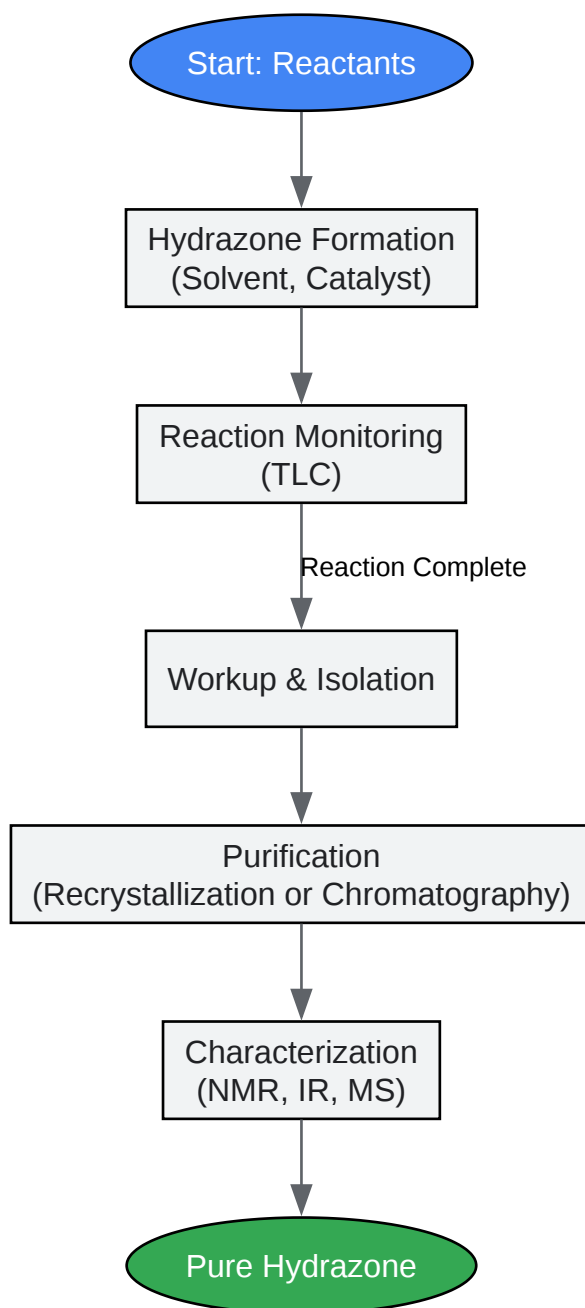 Start: Reactants
Hydrazone Formation
(Solvent, Catalyst)
Reaction Monitoring
(TLC)
Reaction Complete
Workup & Isolation
Purification
(Recrystallization or Chromatography)
Characterization
(NMR, IR, MS)
Pure Hydrazone